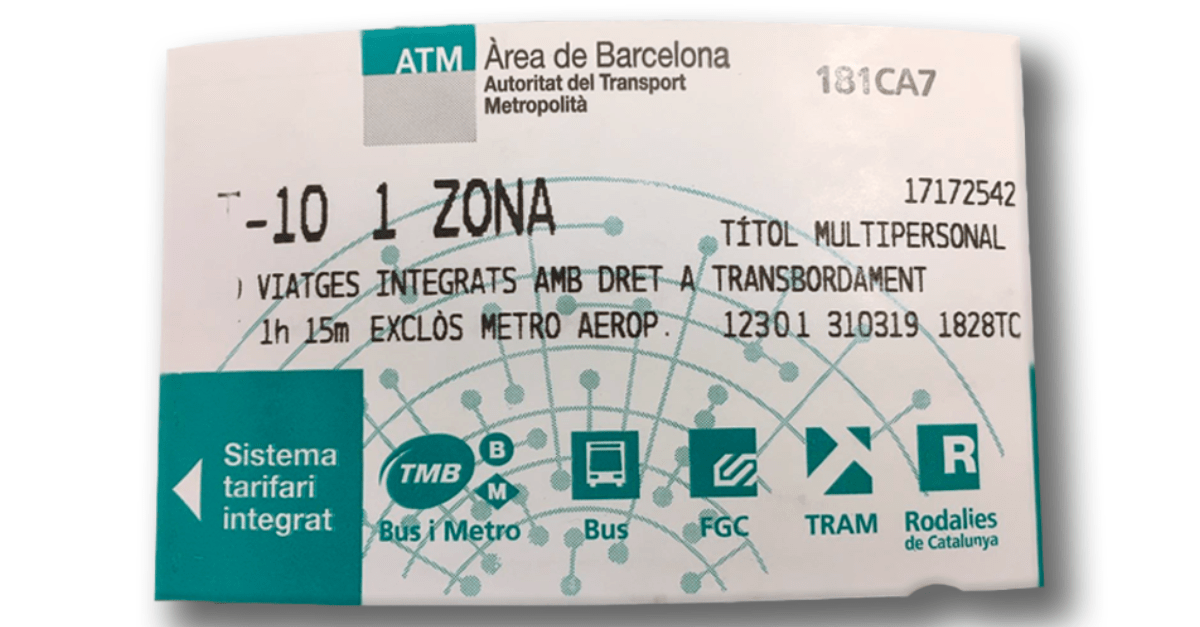 ATM Àrea de Barcelona
Autoritat del Transport
Metropolità
181CA7
T-10 1 ZONA
17172542
TÍTOL MULTIPERSONAL
) VIATGES INTEGRATS AMB DRET A TRANSBORDAMENT
1h 15m EXCLÒS METRO AEROP. 12301 310319 1828TC
Sistema
tarifari
integrat
TMB B M
Bus i Metro
Bus
FGC
TRAM
R
Rodalies
de Catalunya